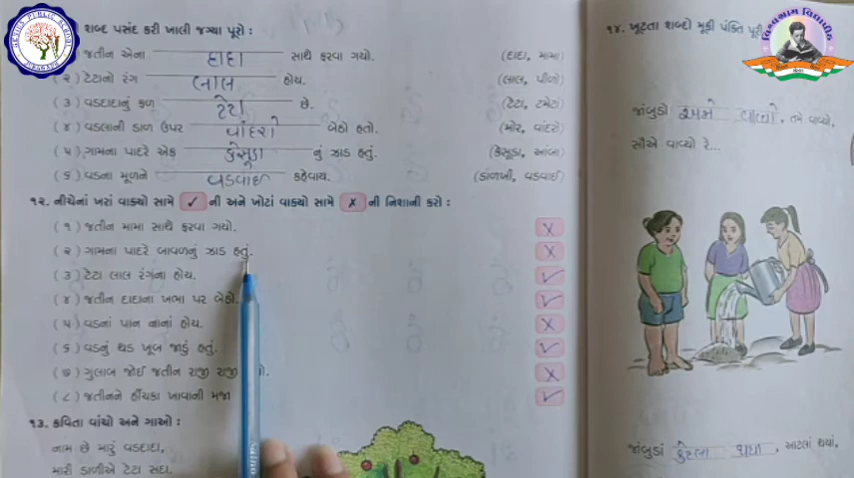 શબ્દ પસંદ કરી ખાલી જગ્યા પૂરો :
જતીન એના દાદા સાથે ફરવા ગયો. (દાદા, મામા)
(૨) ટેટાનો રંગ લાલ હોય. (લાલ, પીળો)
(૩) વડદાદાનું ફળ ટેટા છે. (ટેટા, ટમેટાં)
(૪) વડલાની ડાળ ઉપર વાંદરો બેઠો હતો. (મોર, વાંદરો)
(૫) ગામના પાદરે એક કેસૂડા નું ઝાડ હતું. (કેસૂડા, આંબા)
(૬) વડના મૂળને વડવાઈ કહેવાય. (ડાળખી, વડવાઈ)
૧૨. નીચેનાં ખરાં વાક્યો સામે ✓ ની અને ખોટાં વાક્યો સામે ✗ ની નિશાની કરો :
(૧) જતીન મામા સાથે ફરવા ગયો. ✗
(૨) ગામના પાદરે બાવળનું ઝાડ હતું. ✗
(૩) ટેટા લાલ રંગના હોય. ✓
(૪) જતીન દાદાના ખભા પર બેઠો. ✓
(૫) વડનાં પાન નાનાં હોય. ✗
(૬) વડનું થડ ખૂબ જાડું હતું. ✓
(૭) ગુલાબ જોઈ જતીન રાજી રાજી ✗
(૮) જતીનને હીંચકા ખાવાની મજા ✓
૧૩. કવિતા વાંચો અને ગાઓ :
નામ છે મારું વડદાદા,
મારી ડાળીએ ટેટા સદા,
૧૪. ખૂટતા શબ્દો મૂકી પંક્તિ પૂરી
જાંબુડો અમને વાવ્યો, તમે વાવ્યો,
સૌએ વાવ્યો રે...
જાંબુડાં કેટલા થયાં, આટલાં થયાં,